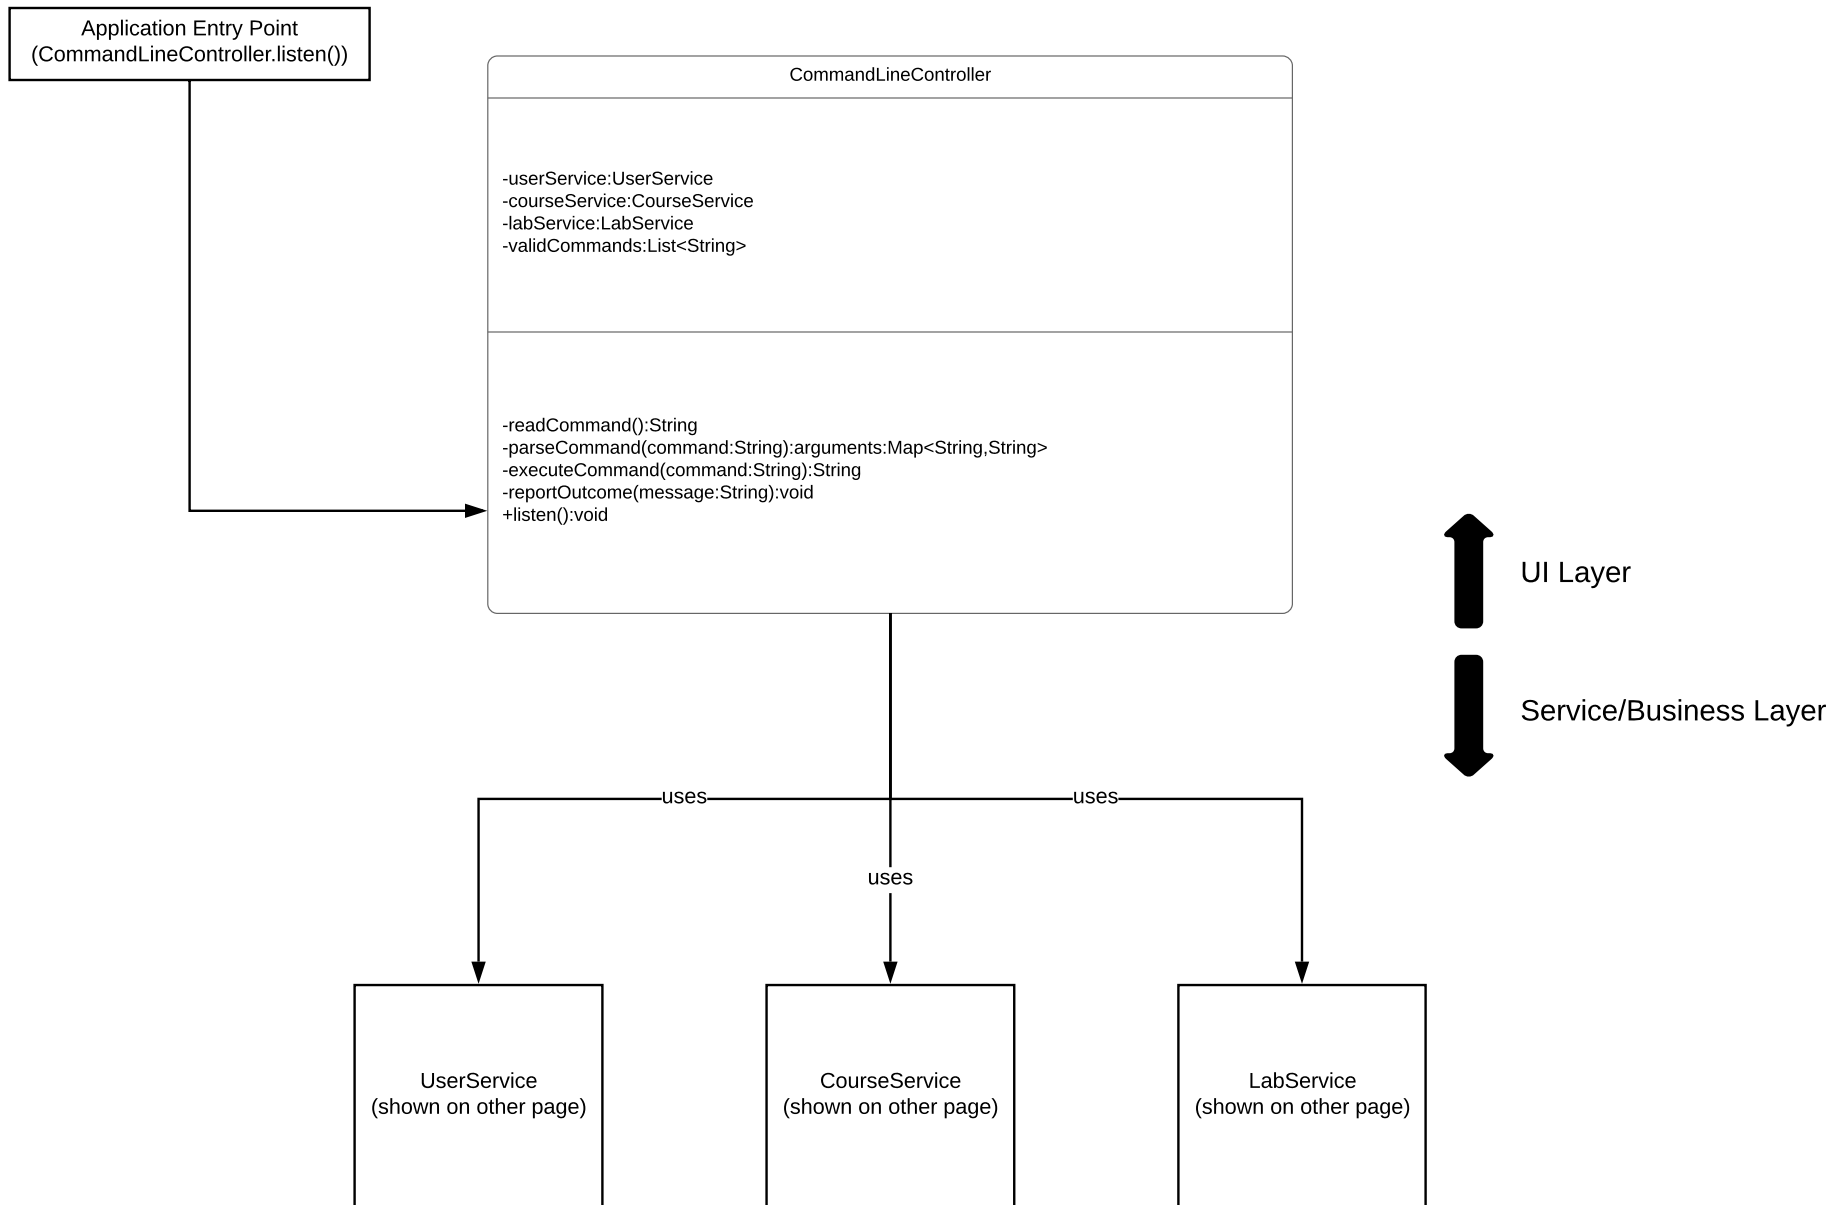 Application Entry Point
(CommandLineController.listen())
CommandLineController
-userService:UserService
-courseService:CourseService
-labService:LabService
-validCommands:List<String>
-readCommand():String
-parseCommand(command:String):arguments:Map<String,String>
-executeCommand(command:String):String
-reportOutcome(message:String):void
+listen():void
UI Layer
Service/Business Layer
uses
uses
uses
UserService
(shown on other page)
CourseService
(shown on other page)
LabService
(shown on other page)